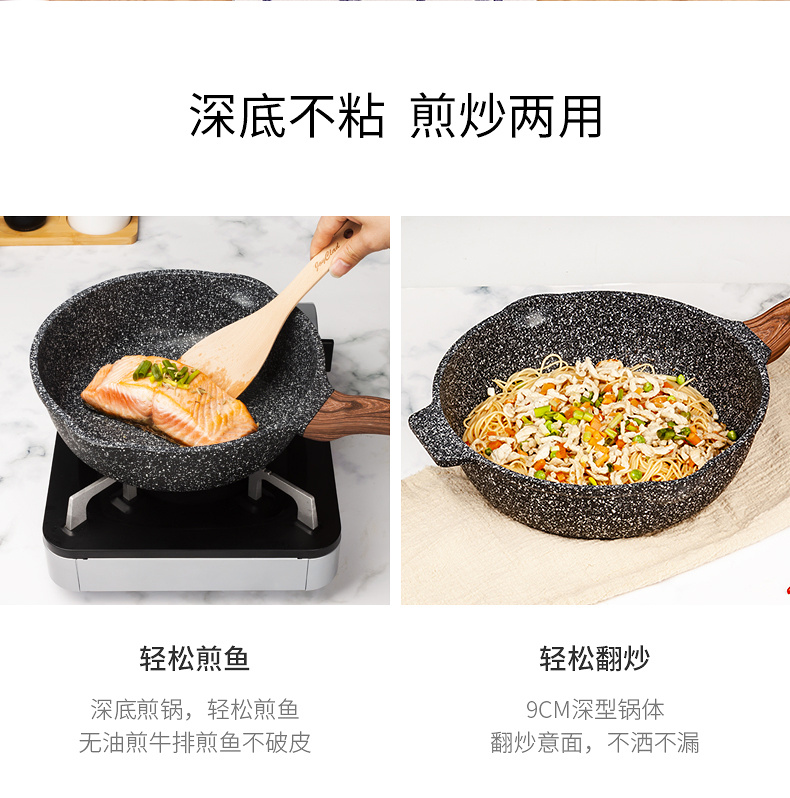 深底不粘 煎炒两用
轻松煎鱼
深底煎锅，轻松煎鱼
无油煎牛排煎鱼不破皮
轻松翻炒
9CM深型锅体
翻炒意面，不洒不漏